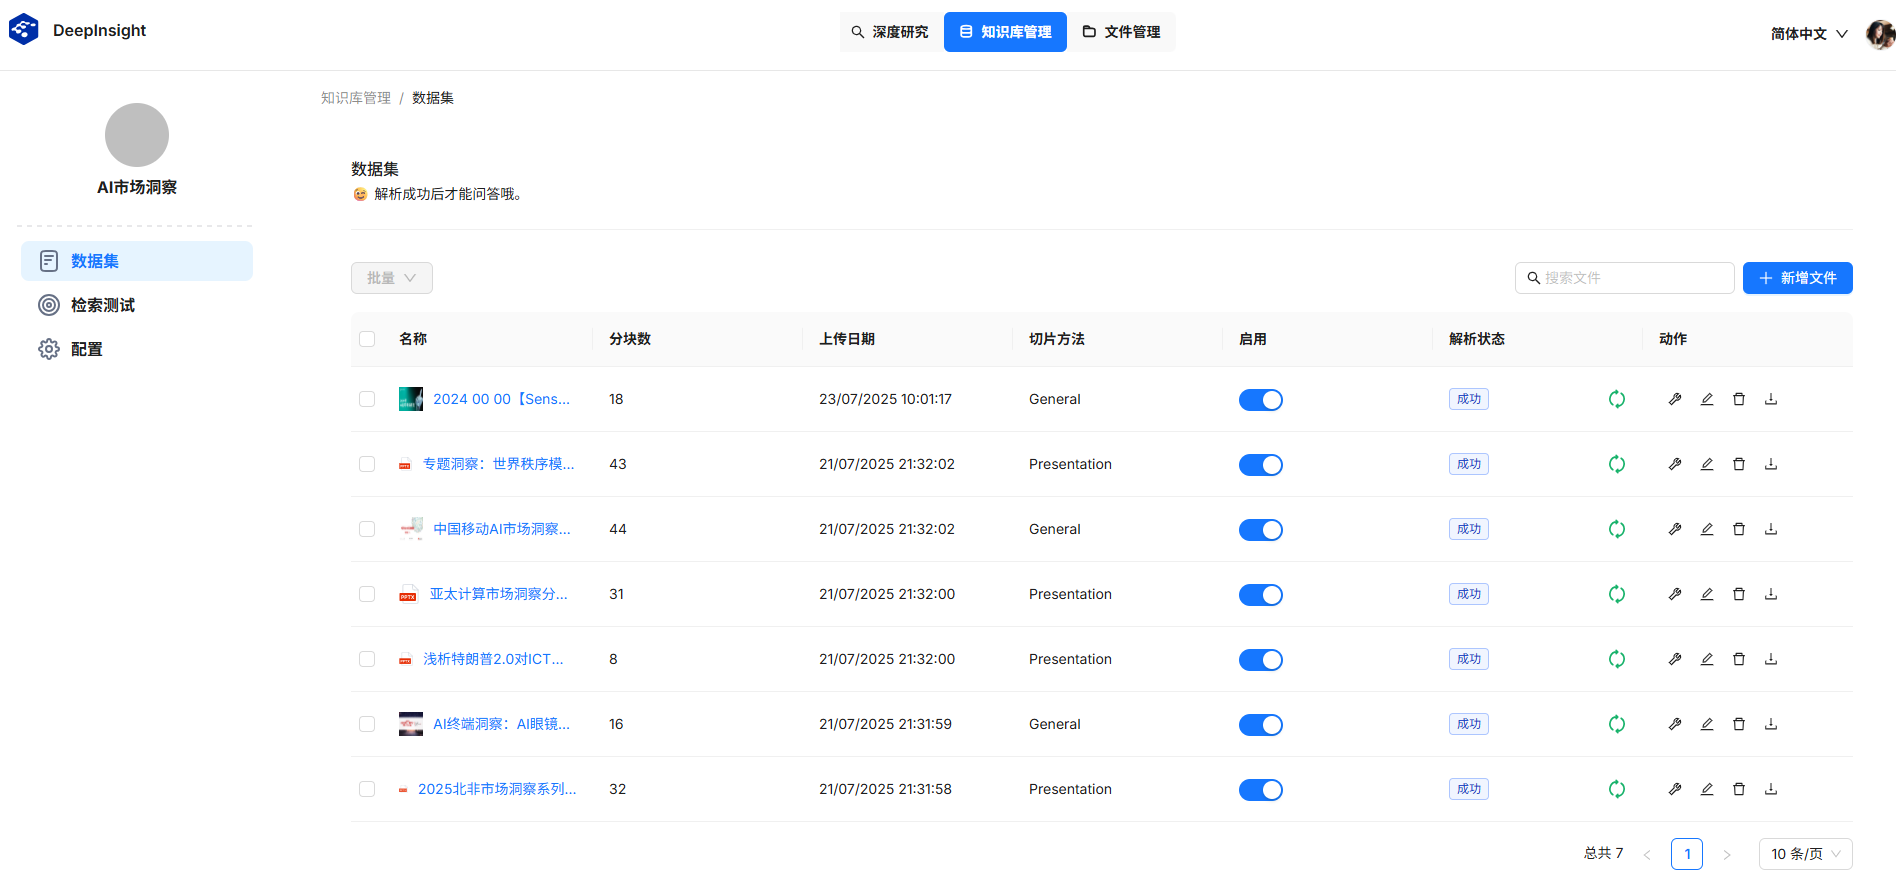 DeepInsight
深度研究
知识库管理
文件管理
简体中文
AI市场洞察
数据集
检索测试
配置
知识库管理 / 数据集
数据集
解析成功后才能问答哦。
批量
搜索文件
新增文件
名称 分块数 上传日期 切片方法 启用 解析状态 动作
2024 00 00【Sens... 18 23/07/2025 10:01:17 General 成功
专题洞察：世界秩序模... 43 21/07/2025 21:32:02 Presentation 成功
中国移动AI市场洞察... 44 21/07/2025 21:32:02 General 成功
亚太计算市场洞察分... 31 21/07/2025 21:32:00 Presentation 成功
浅析特朗普2.0对ICT... 8 21/07/2025 21:32:00 Presentation 成功
AI终端洞察：AI眼镜... 16 21/07/2025 21:31:59 General 成功
2025北非市场洞察系列... 32 21/07/2025 21:31:58 Presentation 成功
总共 7 1 10 条/页